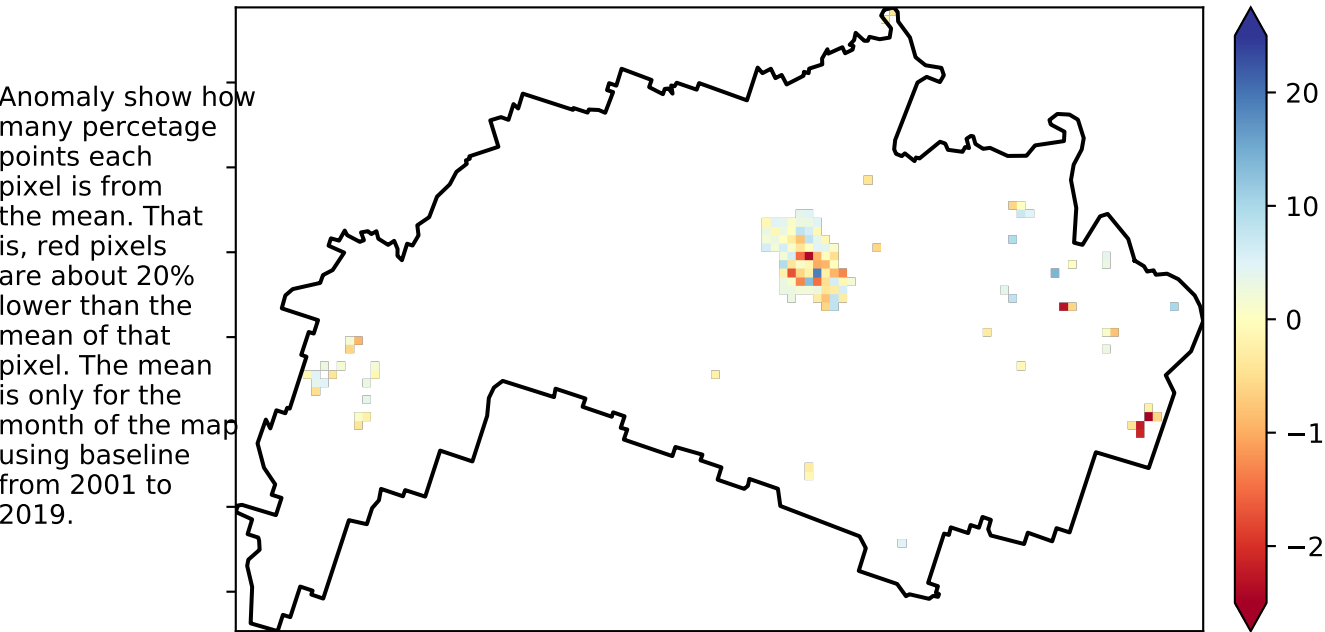 Anomaly show how
many percetage
points each
pixel is from
the mean. That
is, red pixels
are about 20%
lower than the
mean of that
pixel. The mean
is only for the
month of the map
using baseline
from 2001 to
2019.
20
10
0
−1
−2